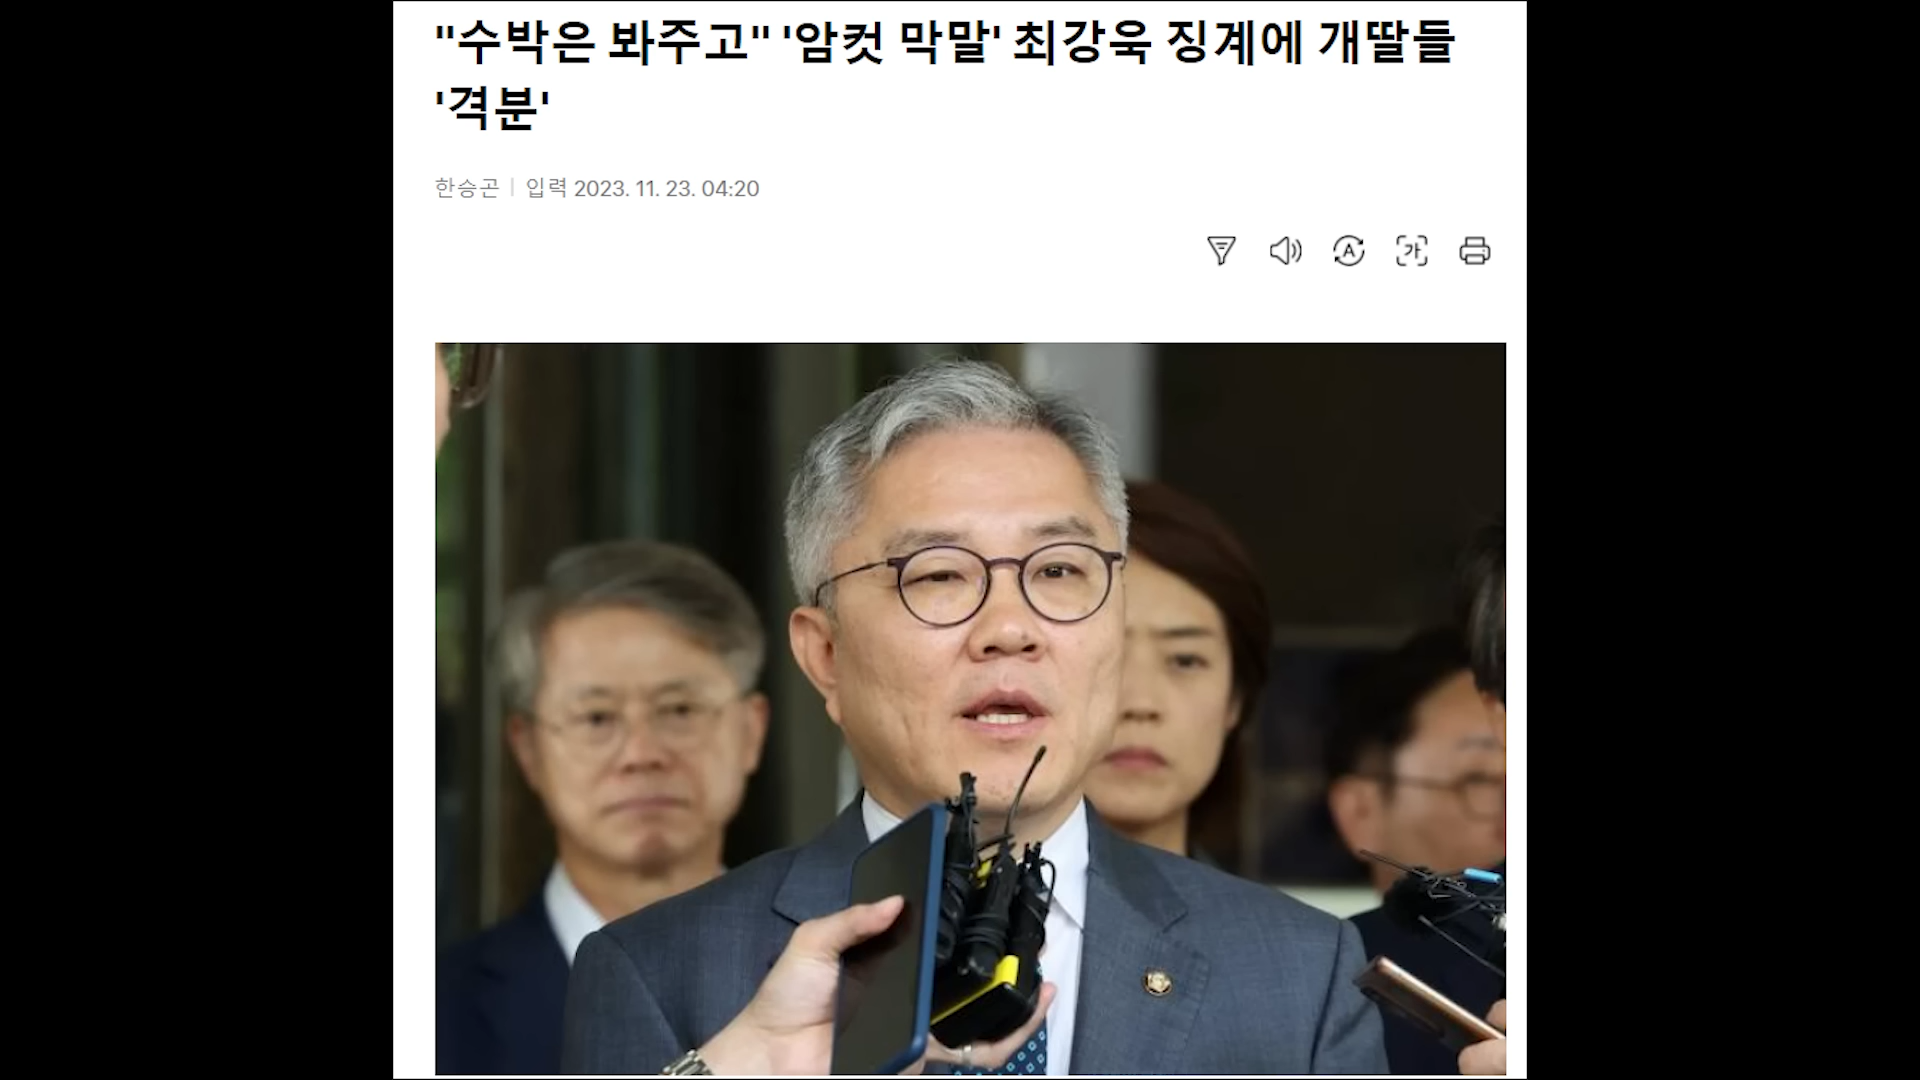 "수박은 봐주고" '암컷 막말' 최강욱 징계에 개딸들
'격분'
한승곤 | 입력 2023. 11. 23. 04:20
가